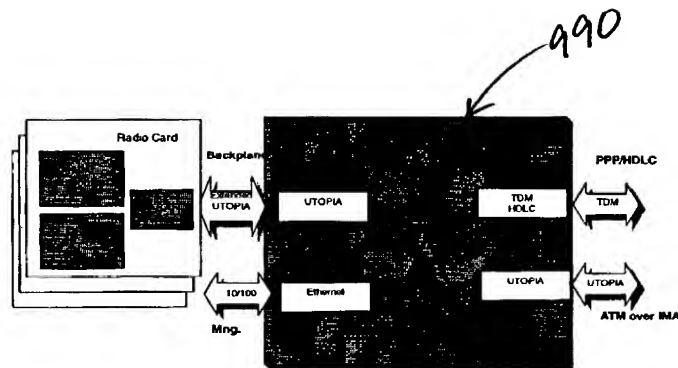 990
Radio Card
Backplane
PPP/HDLC
Extended
UTOPIA
UTOPIA
TDM
HDLC
TDM
10/100
Ethernet
UTOPIA
UTOPIA
Mng.
ATM over IMA